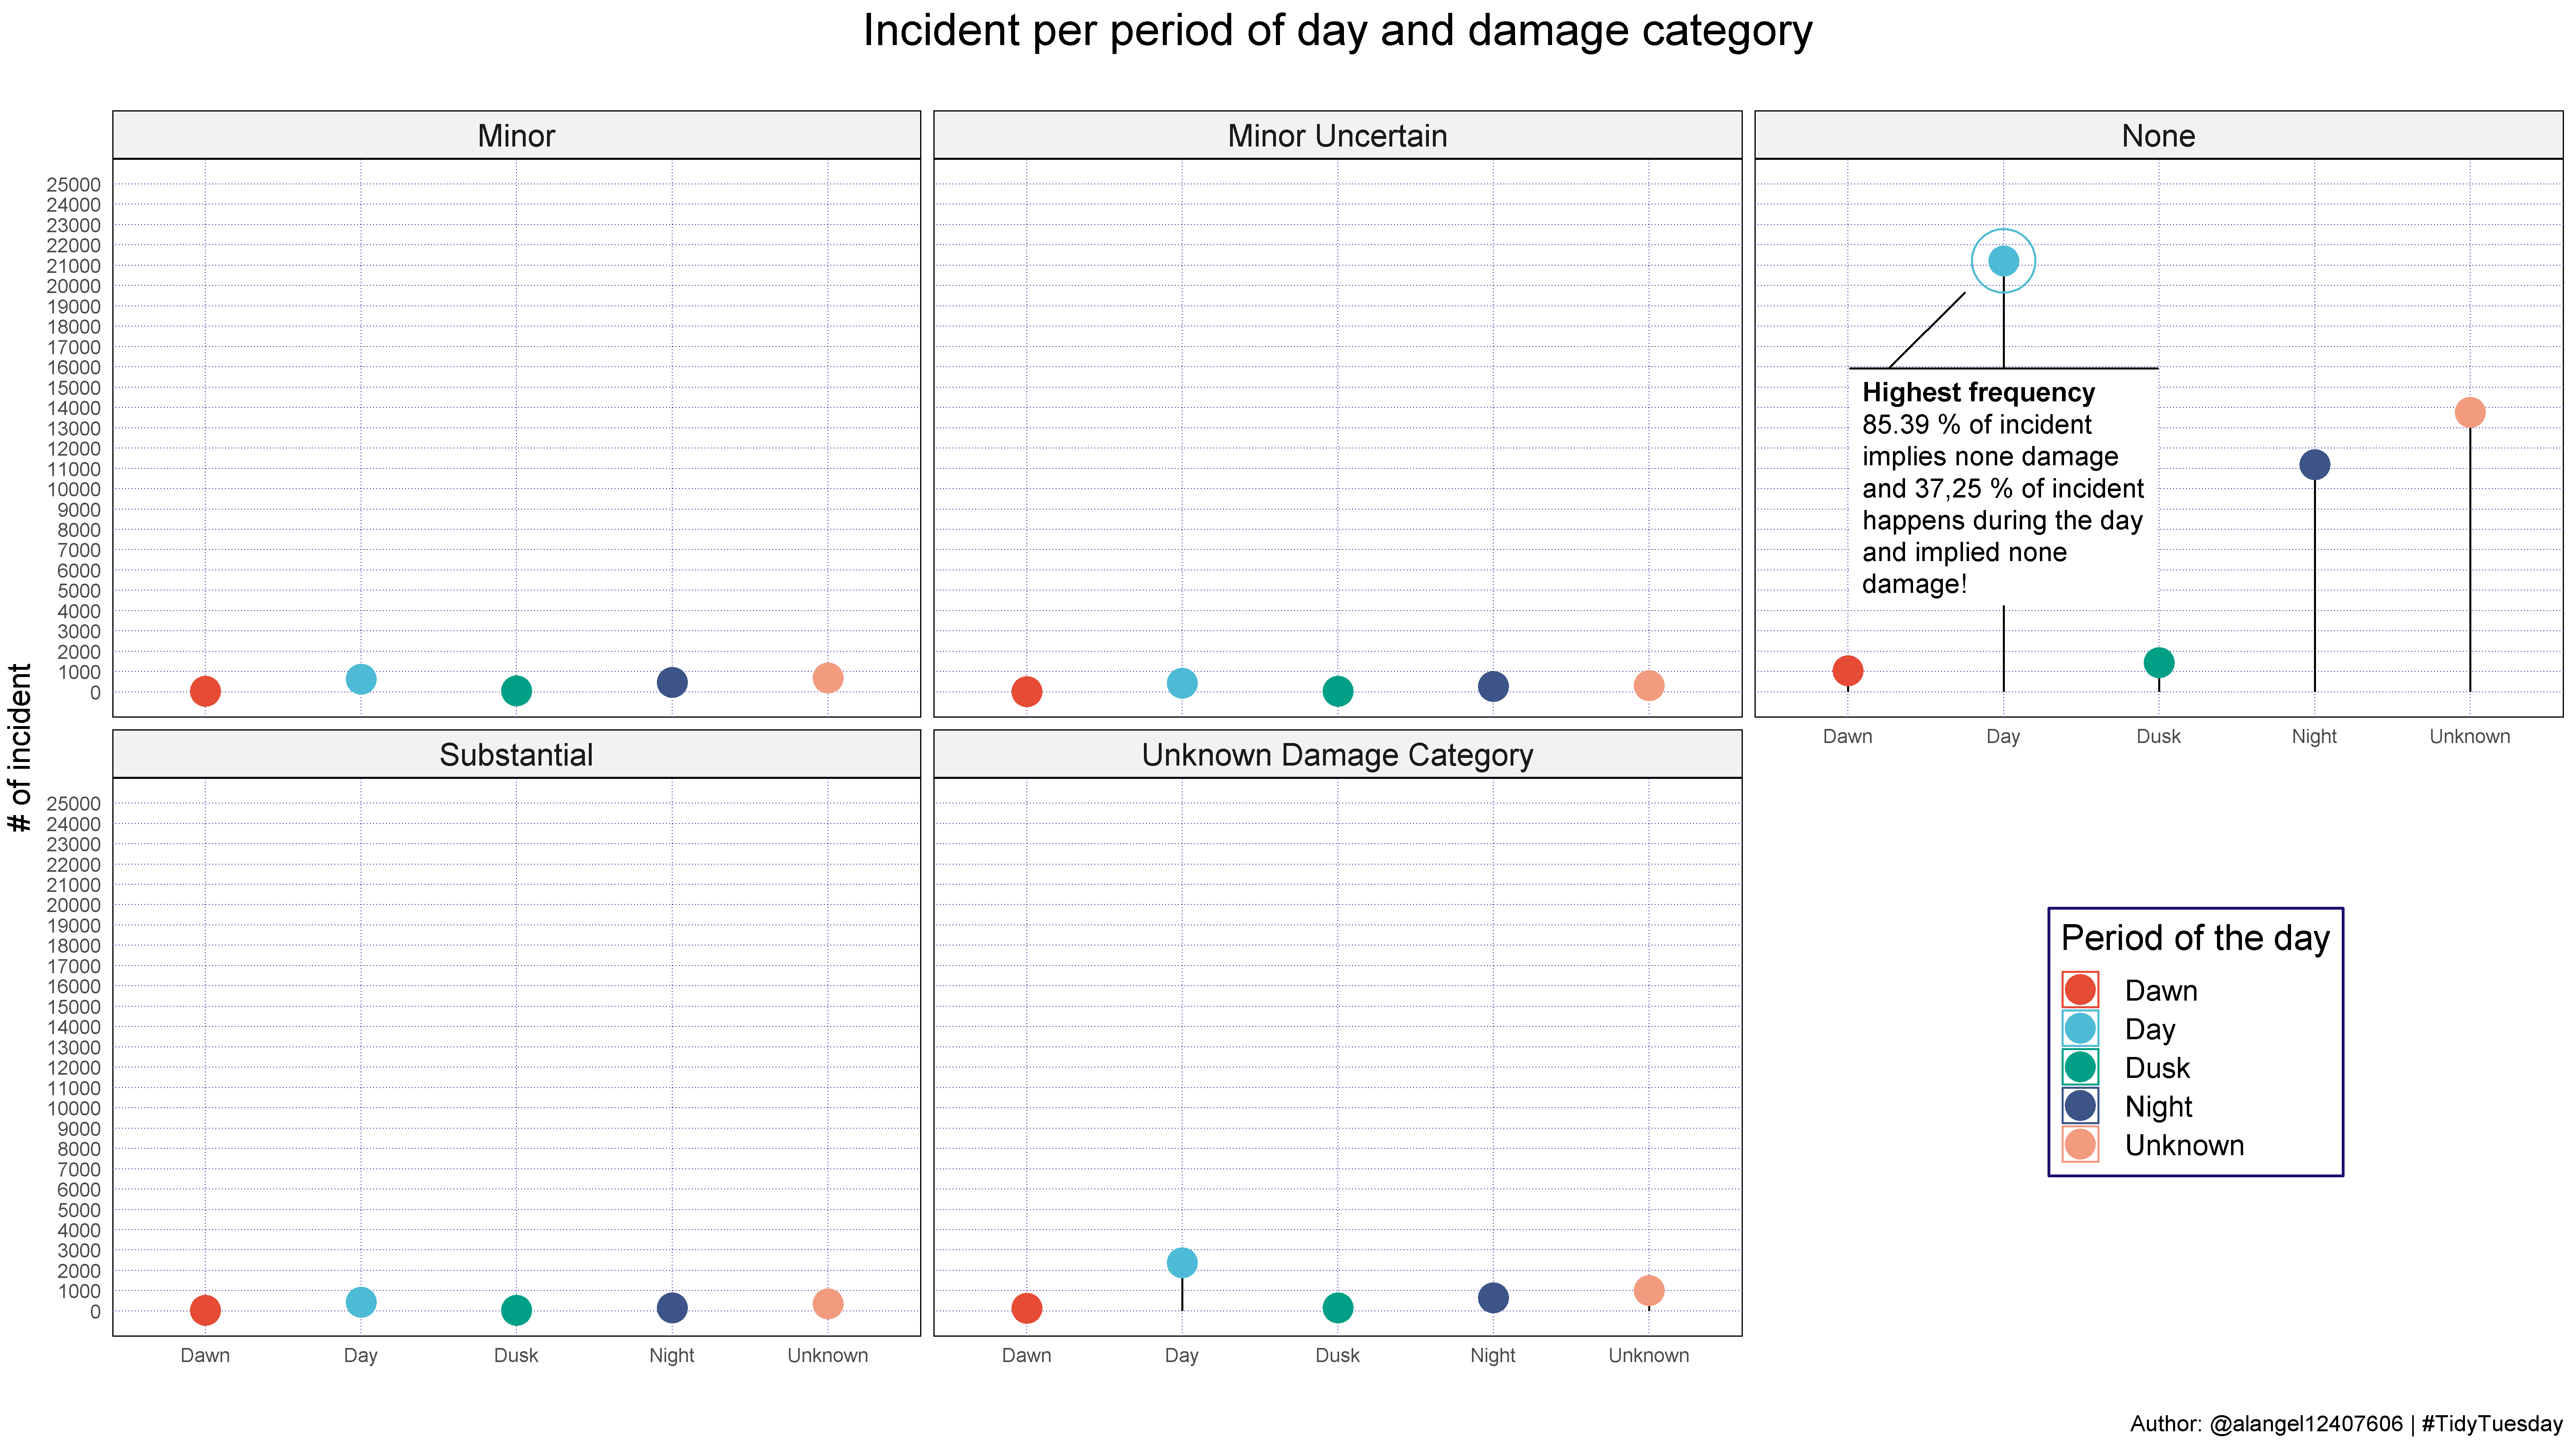 Incident per period of day and damage category
Minor
Minor Uncertain
None
25000
24000
23000
22000
21000
20000
19000
18000
17000
16000
15000
14000
13000
12000
11000
10000
9000
8000
7000
6000
5000
4000
3000
2000
1000
0
Highest frequency
85.39 % of incident
implies none damage
and 37,25 % of incident
happens during the day
and implied none
damage!
Dawn Day Dusk Night Unknown
# of incident
Substantial
Unknown Damage Category
25000
24000
23000
22000
21000
20000
19000
18000
17000
16000
15000
14000
13000
12000
11000
10000
9000
8000
7000
6000
5000
4000
3000
2000
1000
0
Dawn Day Dusk Night Unknown
Dawn Day Dusk Night Unknown
Period of the day
Dawn
Day
Dusk
Night
Unknown
Author: @alangel12407606 | #TidyTuesday